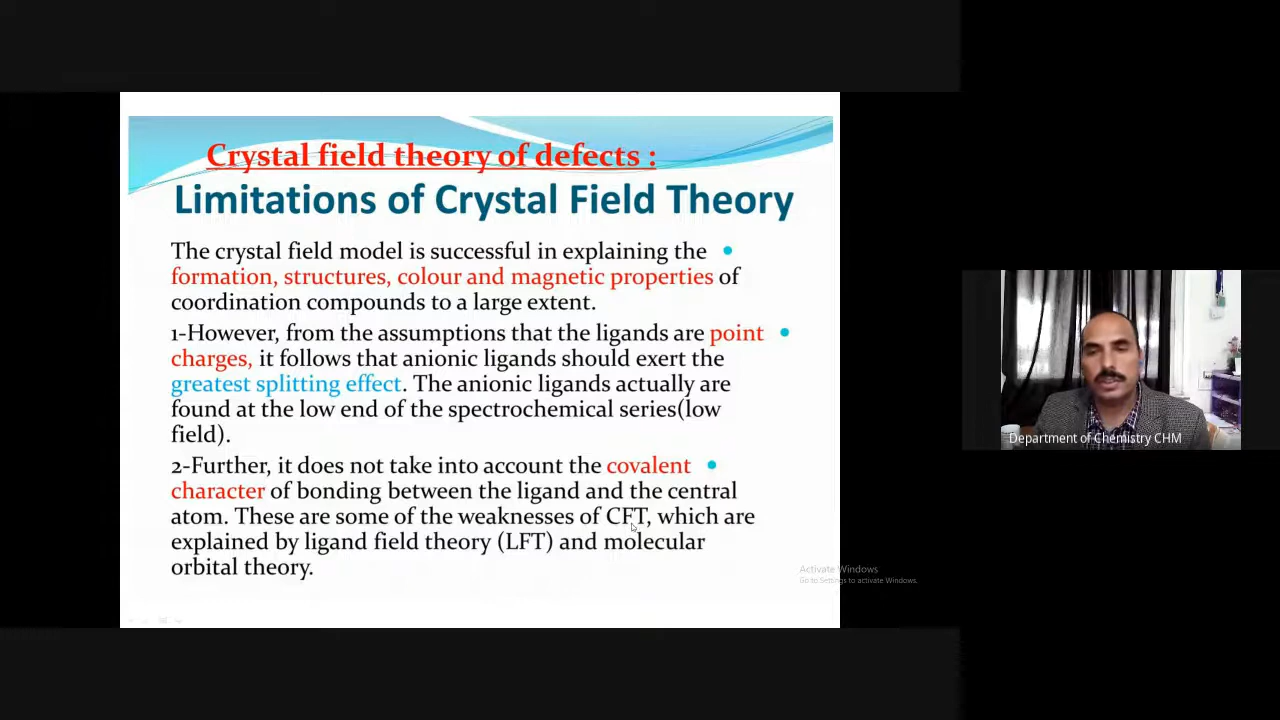 Crystal field theory of defects :
Limitations of Crystal Field Theory
The crystal field model is successful in explaining the
formation, structures, colour and magnetic properties of
coordination compounds to a large extent.
1-However, from the assumptions that the ligands are point
charges, it follows that anionic ligands should exert the
greatest splitting effect. The anionic ligands actually are
found at the low end of the spectrochemical series(low
field).
2-Further, it does not take into account the covalent
character of bonding between the ligand and the central
atom. These are some of the weaknesses of CFT, which are
explained by ligand field theory (LFT) and molecular
orbital theory.
Activate Windows
Go to Settings to activate Windows.
Department of Chemistry CHM